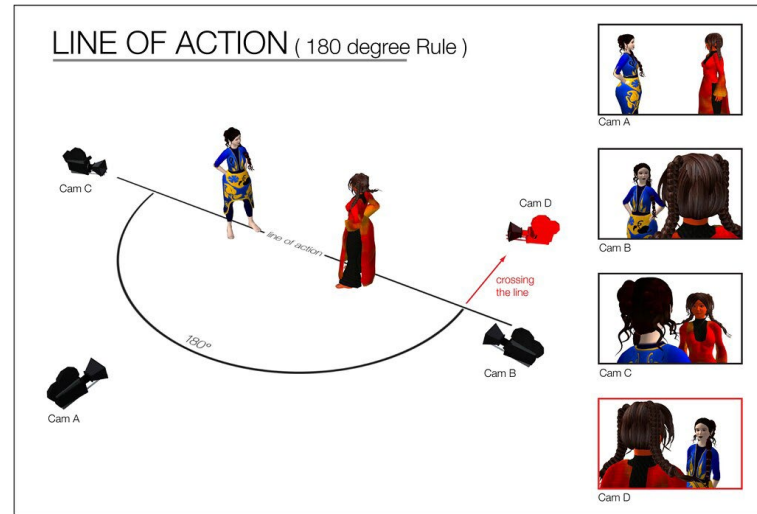 LINE OF ACTION ( 180 degree Rule )
Cam C
line of action
Cam D
crossing
the line
180º
Cam B
Cam A
Cam A
Cam B
Cam C
Cam D